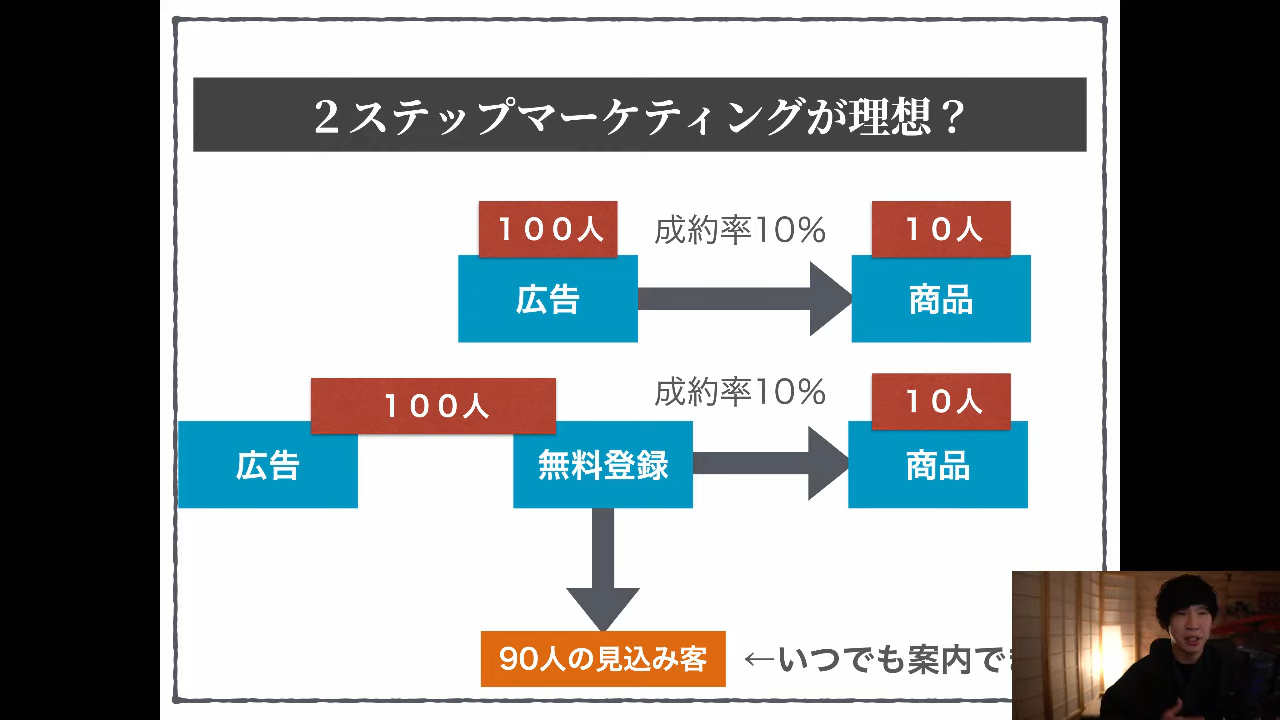 ２ステップマーケティングが理想？
１００人
成約率10%
１０人
広告
商品
１００人
成約率10%
１０人
広告
無料登録
商品
90人の見込み客
←いつでも案内で